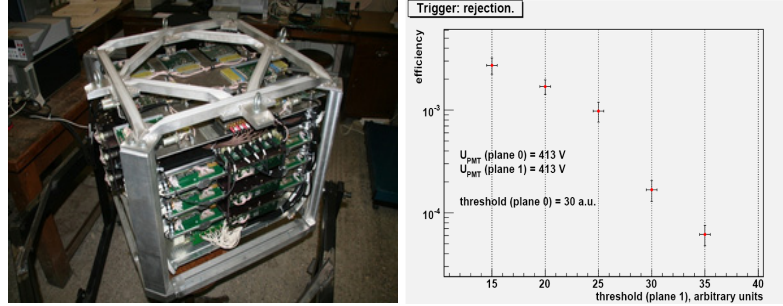 Trigger: rejection.
efficiency
10⁻³
U_PMT (plane 0) = 413 V
U_PMT (plane 1) = 413 V
threshold (plane 0) = 30 a.u.
10⁻⁴
15 20 25 30 35 40
threshold (plane 1), arbitrary units